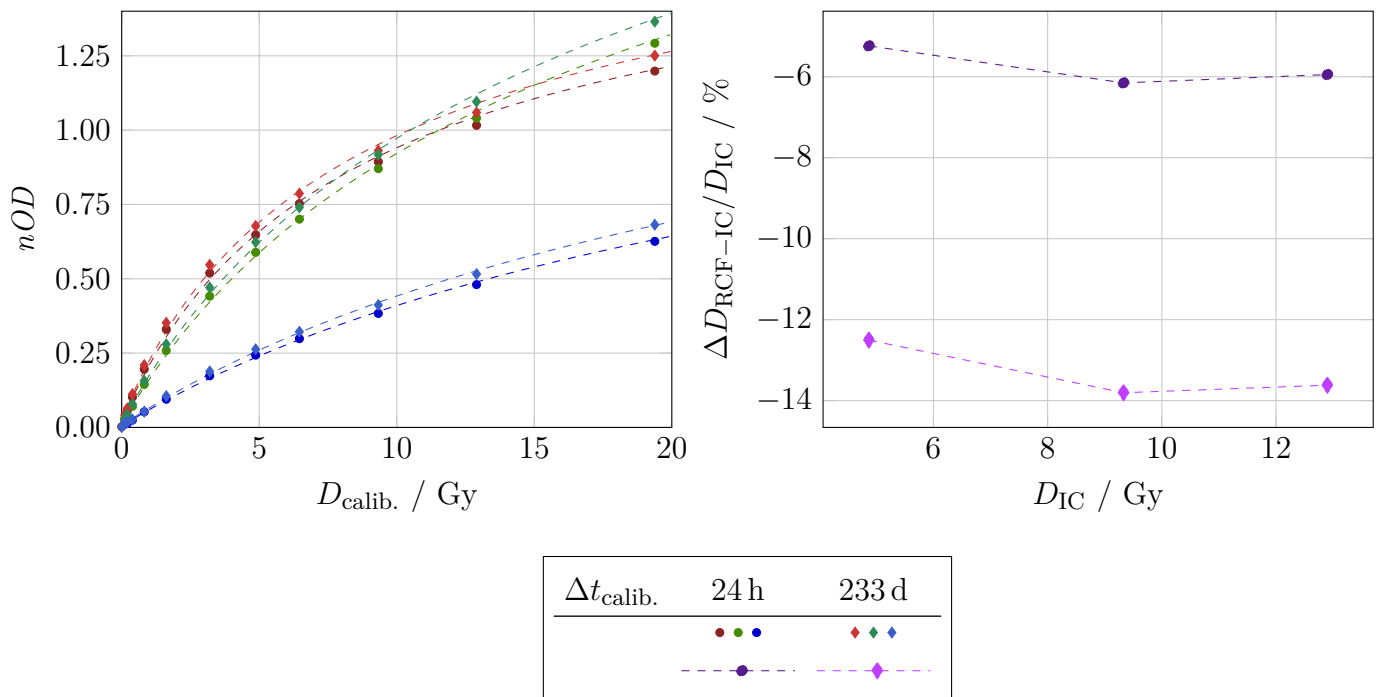 nOD
1.25
1.00
0.75
0.50
0.25
0.00
0 5 10 15 20
D_calib. / Gy
ΔD_RCF−IC/D_IC / %
−6
−8
−10
−12
−14
6 8 10 12
D_IC / Gy
Δt_calib. 24 h 233 d